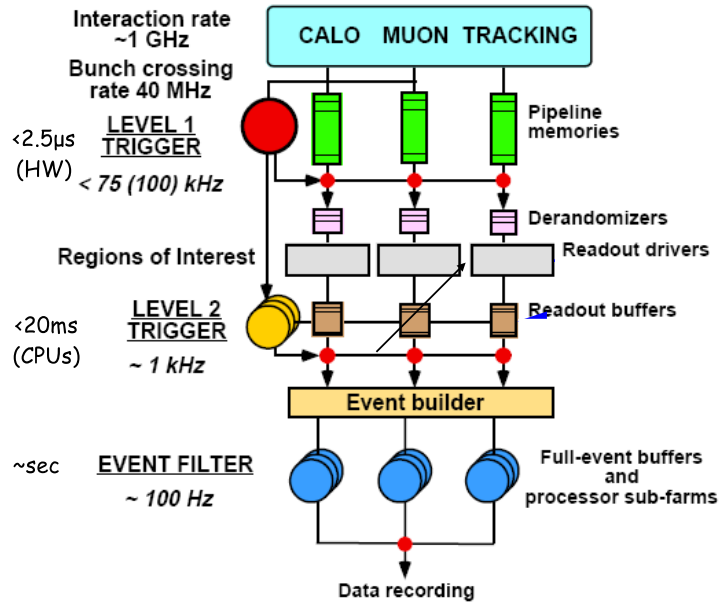 Interaction rate
~1 GHz
CALO MUON TRACKING
Bunch crossing
rate 40 MHz
Pipeline
memories
<2.5μs
(HW)
LEVEL 1
TRIGGER
< 75 (100) kHz
Derandomizers
Readout drivers
Regions of Interest
Readout buffers
<20ms
(CPUs)
LEVEL 2
TRIGGER
~ 1 kHz
Event builder
~sec
EVENT FILTER
~ 100 Hz
Full-event buffers
and
processor sub-farms
Data recording